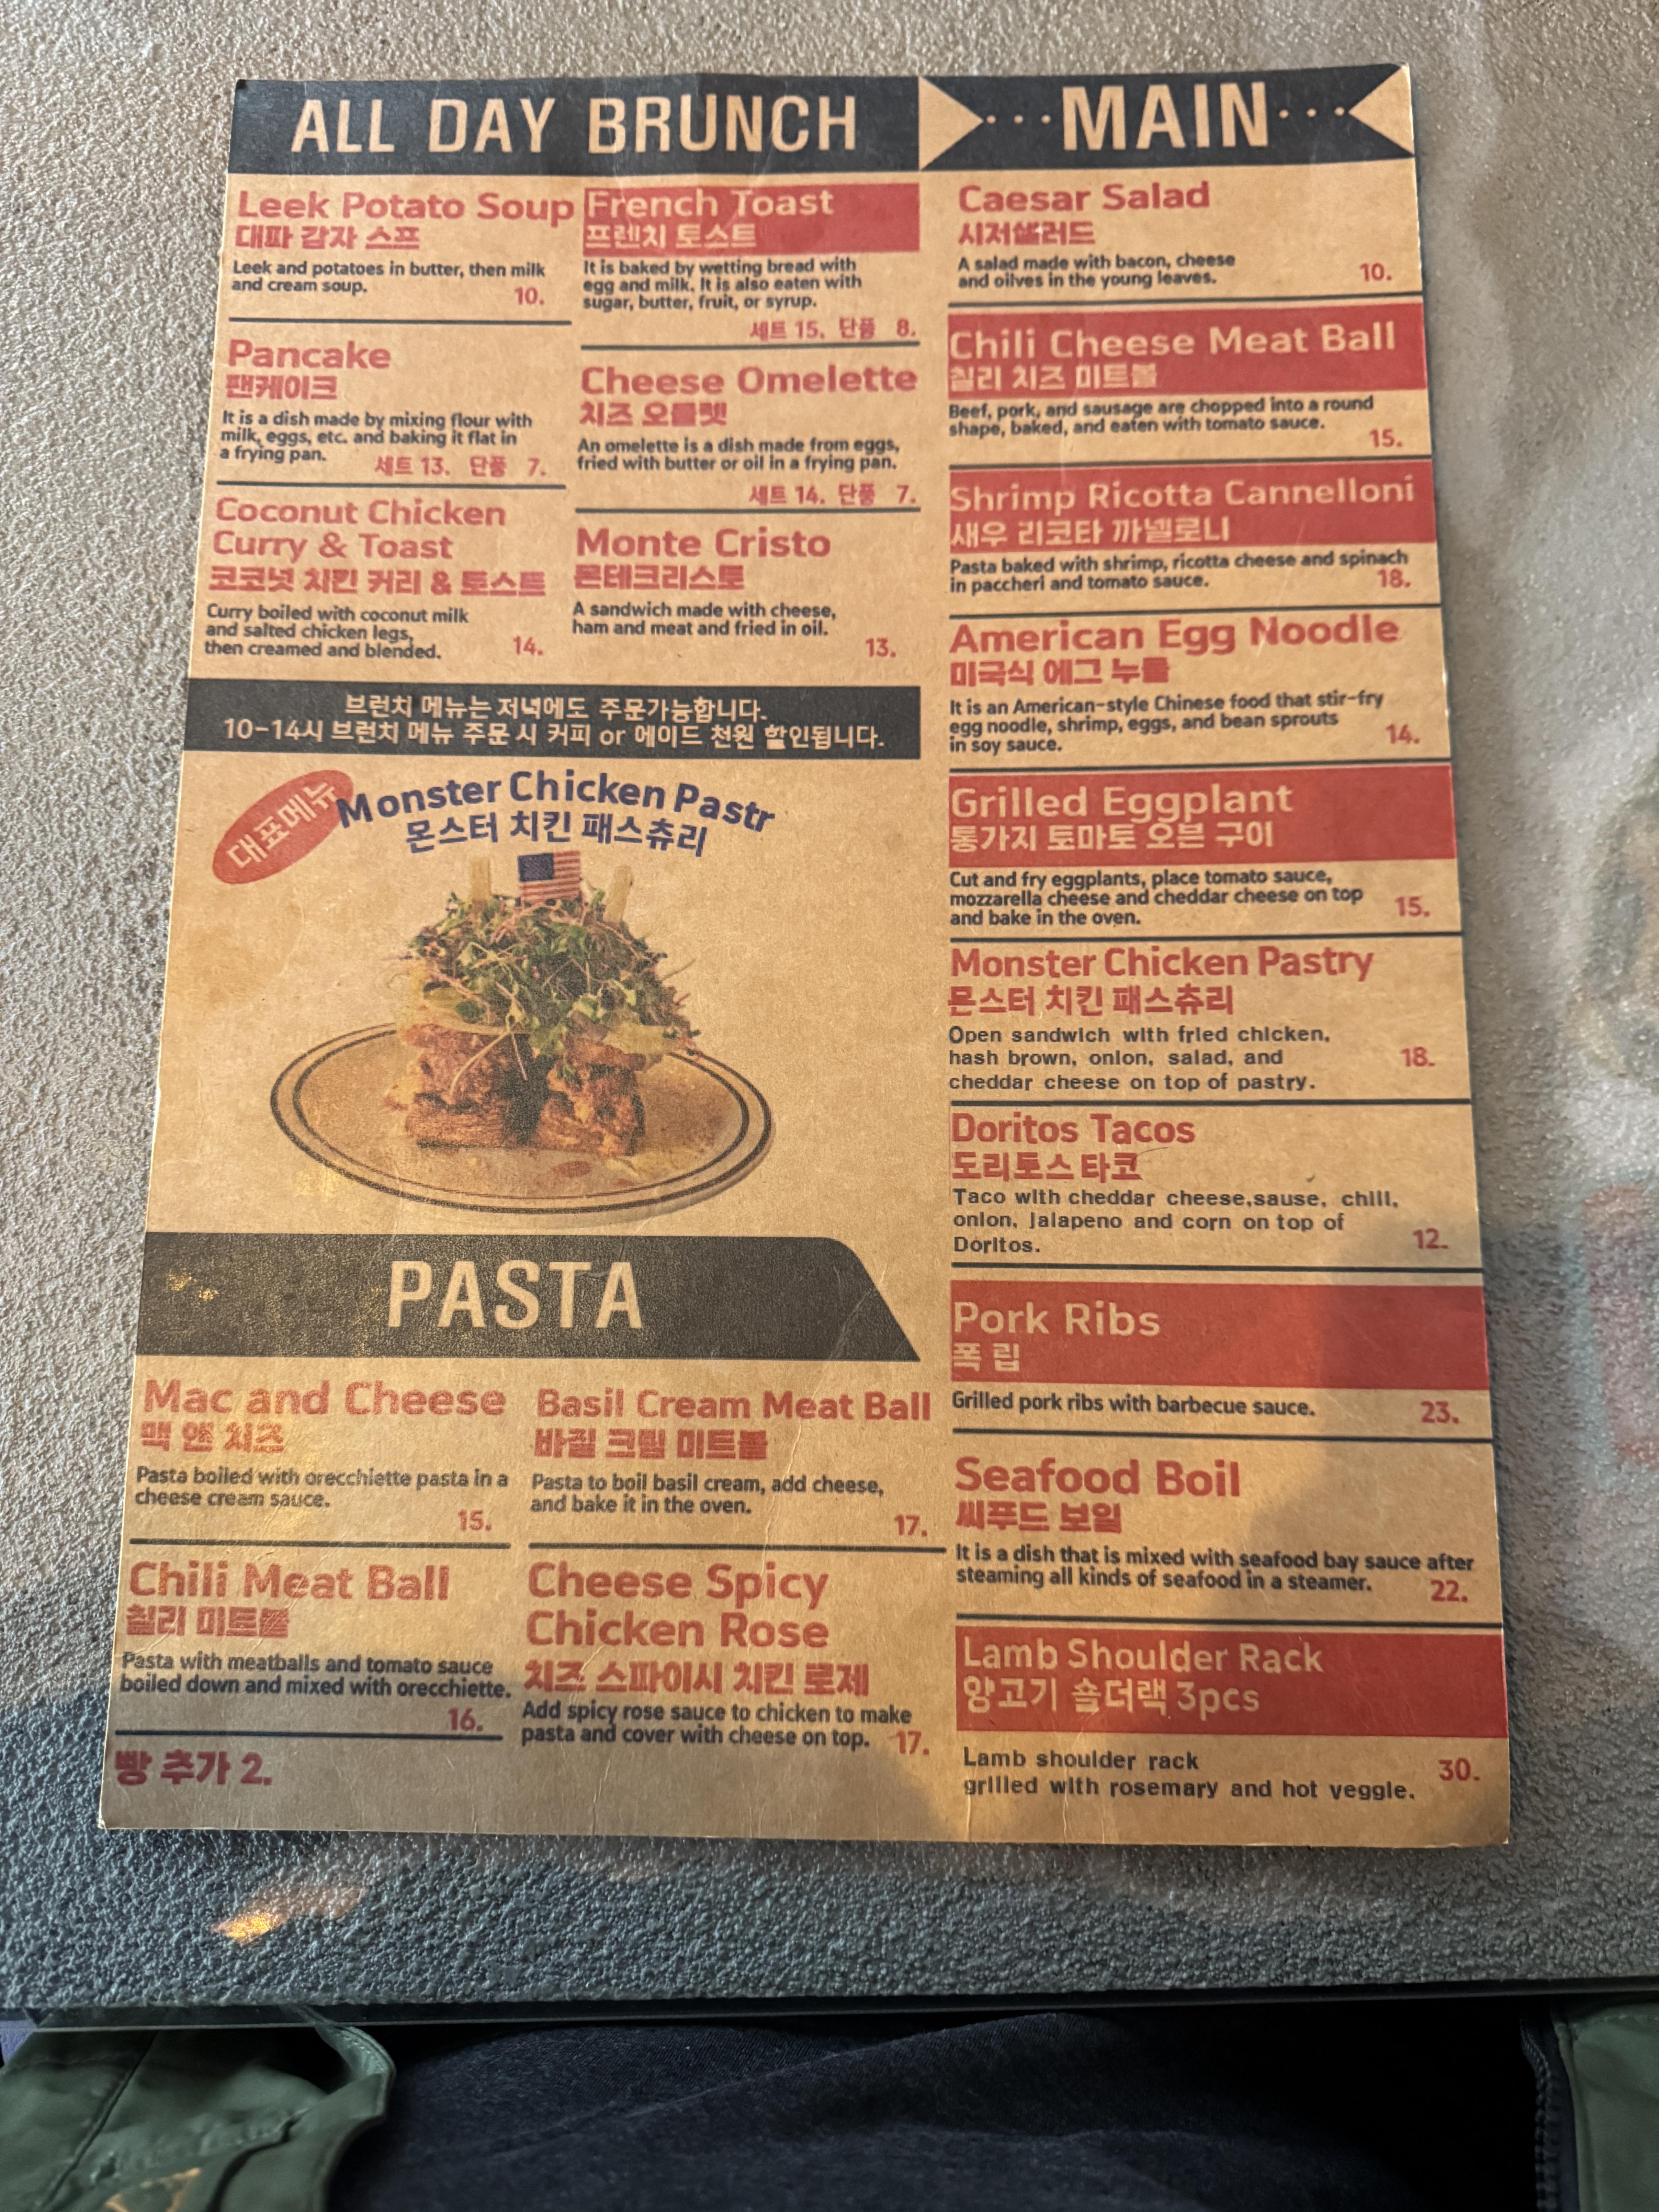 ALL DAY BRUNCH
Leek Potato Soup
대파 감자 스프
Leek and potatoes in butter, then milk
and cream soup.
10.
Pancake
팬케이크
It is a dish made by mixing flour with
milk, eggs, etc. and baking it flat in
a frying pan.
세트 13. 단품 7.
Coconut Chicken
Curry & Toast
코코넛 치킨 커리 & 토스트
Curry boiled with coconut milk
and salted chicken legs,
then creamed and blended.
14.
French Toast
프렌치 토스트
It is baked by wetting bread with
egg and milk. It is also eaten with
sugar, butter, fruit, or syrup.
세트 15. 단품 8.
Cheese Omelette
치즈 오믈렛
An omelette is a dish made from eggs,
fried with butter or oil in a frying pan.
세트 14. 단품 7.
Monte Cristo
몬테크리스토
A sandwich made with cheese,
ham and meat and fried in oil.
13.
브런치 메뉴는 저녁에도 주문가능합니다.
10-14시 브런치 메뉴 주문 시 커피 or 에이드 천원 할인됩니다.
대표메뉴
Monster Chicken Pastr
몬스터 치킨 패스츄리
PASTA
Mac and Cheese
맥 앤 치즈
Pasta boiled with orecchiette pasta in a
cheese cream sauce.
15.
Chili Meat Ball
칠리 미트볼
Pasta with meatballs and tomato sauce
boiled down and mixed with orecchiette.
16.
빵 추가 2.
Basil Cream Meat Ball
바질 크림 미트볼
Pasta to boil basil cream, add cheese,
and bake it in the oven.
17.
Cheese Spicy
Chicken Rose
치즈 스파이시 치킨 로제
Add spicy rose sauce to chicken to make
pasta and cover with cheese on top.
17.
MAIN
Caesar Salad
시저샐러드
A salad made with bacon, cheese
and oilves in the young leaves.
10.
Chili Cheese Meat Ball
칠리 치즈 미트볼
Beef, pork, and sausage are chopped into a round
shape, baked, and eaten with tomato sauce.
15.
Shrimp Ricotta Cannelloni
새우 리코타 까넬로니
Pasta baked with shrimp, ricotta cheese and spinach
in paccheri and tomato sauce.
18.
American Egg Noodle
미국식 에그 누들
It is an American-style Chinese food that stir-fry
egg noodle, shrimp, eggs, and bean sprouts
in soy sauce.
14.
Grilled Eggplant
통가지 토마토 오븐 구이
Cut and fry eggplants, place tomato sauce,
mozzarella cheese and cheddar cheese on top
and bake in the oven.
15.
Monster Chicken Pastry
몬스터 치킨 패스츄리
Open sandwich with fried chicken,
hash brown, onion, salad, and
cheddar cheese on top of pastry.
18.
Doritos Tacos
도리토스 타코
Taco with cheddar cheese,sause, chili,
onion, jalapeno and corn on top of
Doritos.
12.
Pork Ribs
폭 립
Grilled pork ribs with barbecue sauce.
23.
Seafood Boil
씨푸드 보일
It is a dish that is mixed with seafood bay sauce after
steaming all kinds of seafood in a steamer.
22.
Lamb Shoulder Rack
양고기 숄더랙 3pcs
Lamb shoulder rack
grilled with rosemary and hot veggie.
30.